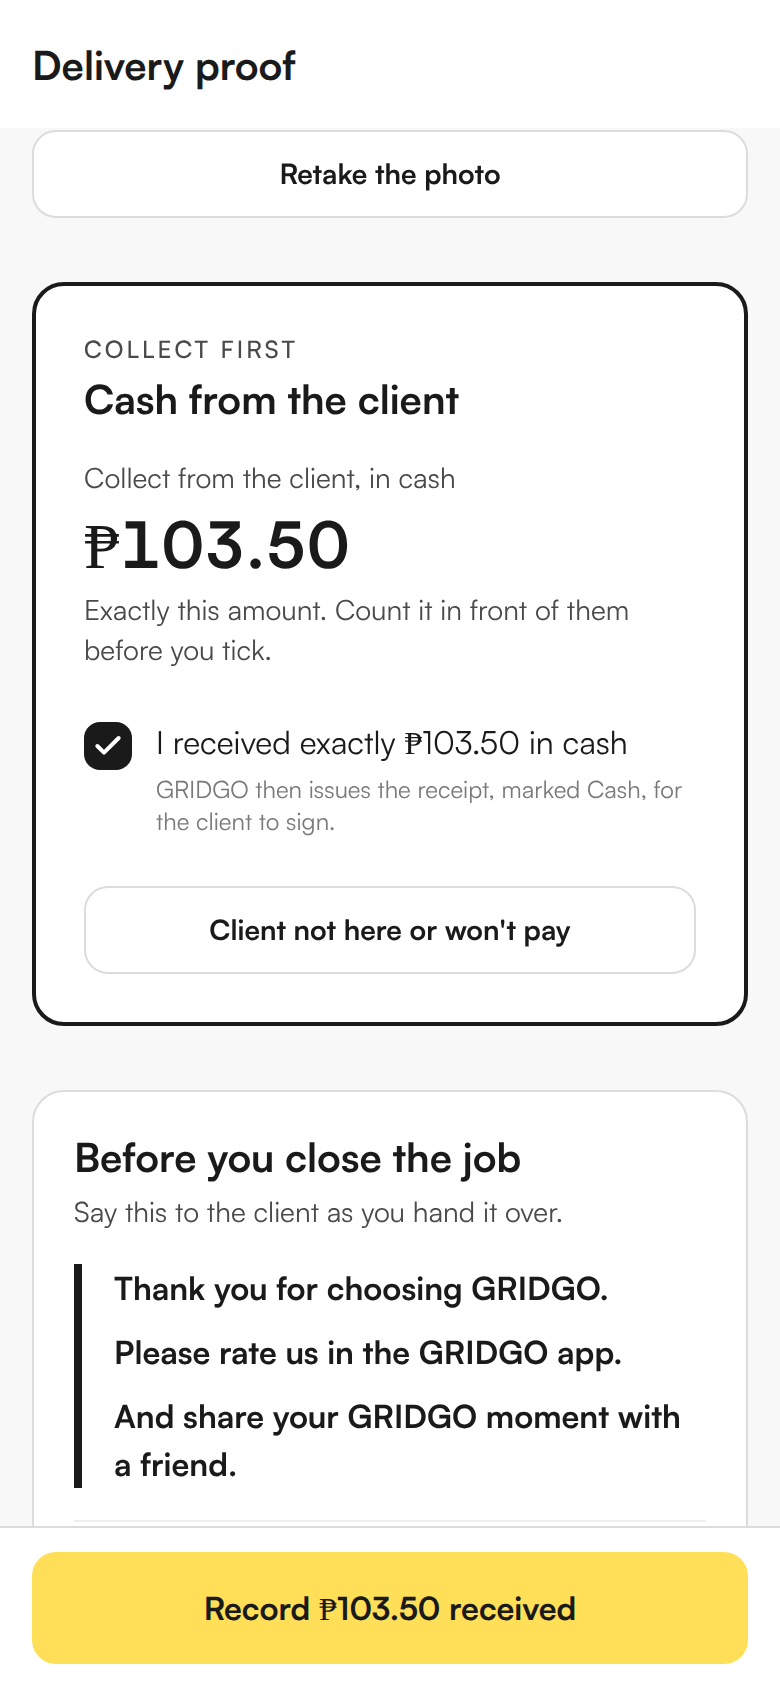 Delivery proof
Retake the photo
COLLECT FIRST
Cash from the client
Collect from the client, in cash
₱103.50
Exactly this amount. Count it in front of them
before you tick.
I received exactly ₱103.50 in cash
GRIDGO then issues the receipt, marked Cash, for
the client to sign.
Client not here or won't pay
Before you close the job
Say this to the client as you hand it over.
Thank you for choosing GRIDGO.
Please rate us in the GRIDGO app.
And share your GRIDGO moment with
a friend.
Record ₱103.50 received